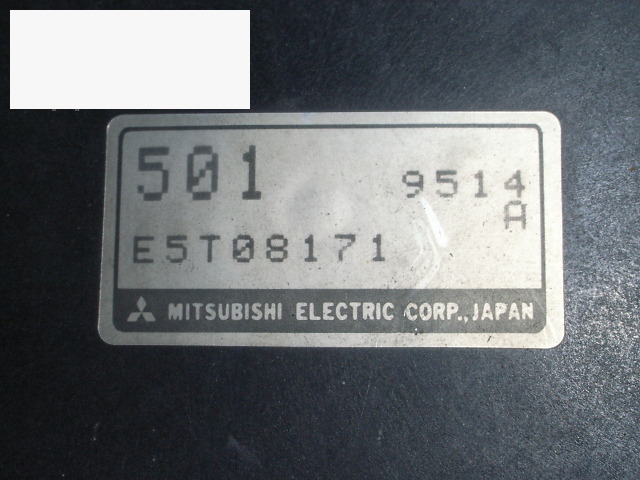 501 9514
A
E5T08171
MITSUBISHI ELECTRIC CORP., JAPAN